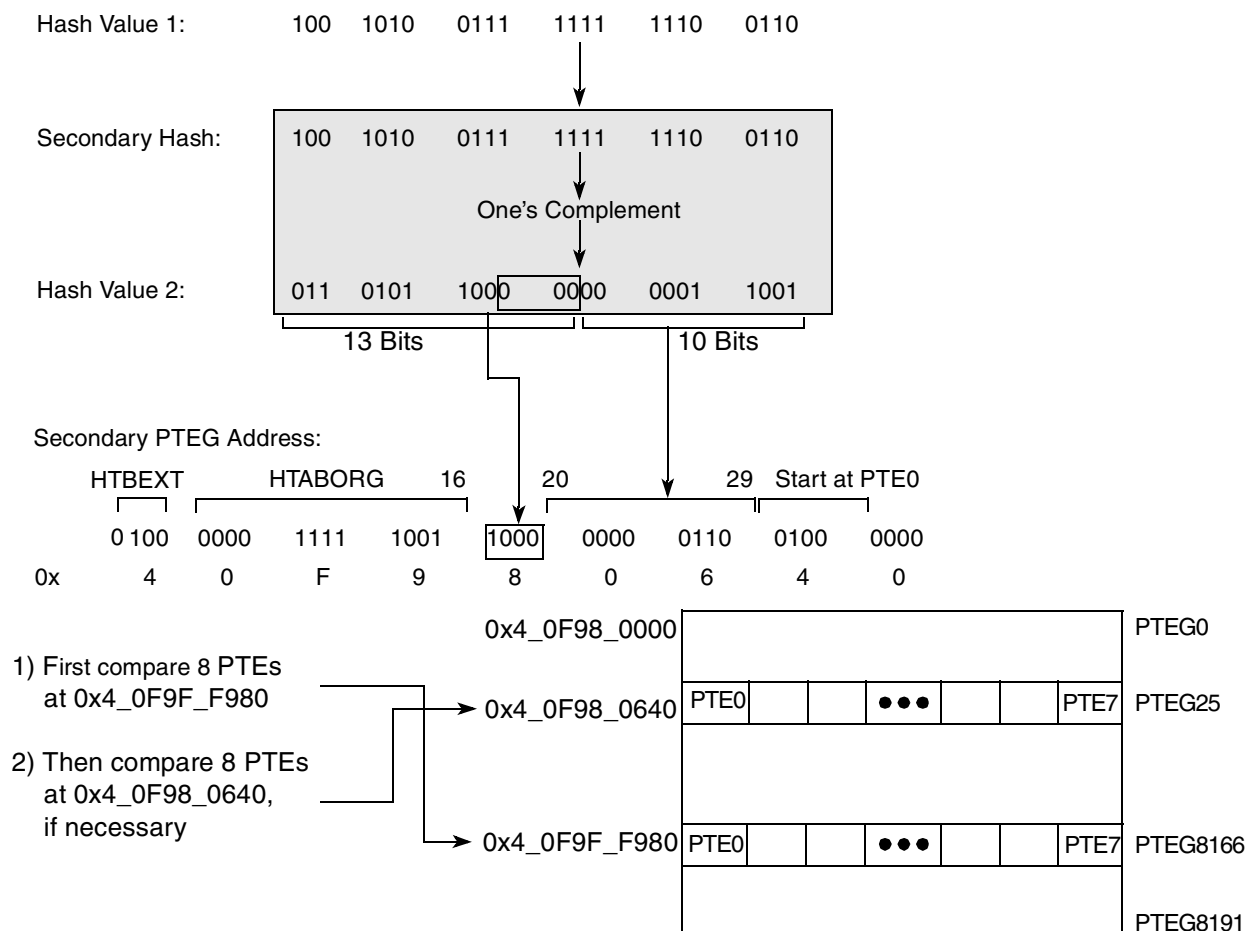 Hash Value 1: 100 1010 0111 1111 1110 0110
Secondary Hash: 100 1010 0111 1111 1110 0110
One's Complement
Hash Value 2: 011 0101 1000 0000 0001 1001
13 Bits 10 Bits
Secondary PTEG Address:
HTBEXT HTABORG 16 20 29 Start at PTE0
0 100 0000 1111 1001 1000 0000 0110 0100 0000
0x 4 0 F 9 8 0 6 4 0
0x4_0F98_0000 PTEG0
1) First compare 8 PTEs
at 0x4_0F9F_F980
0x4_0F98_0640 PTE0 PTE7 PTEG25
2) Then compare 8 PTEs
at 0x4_0F98_0640,
if necessary
0x4_0F9F_F980 PTE0 PTE7 PTEG8166
PTEG8191